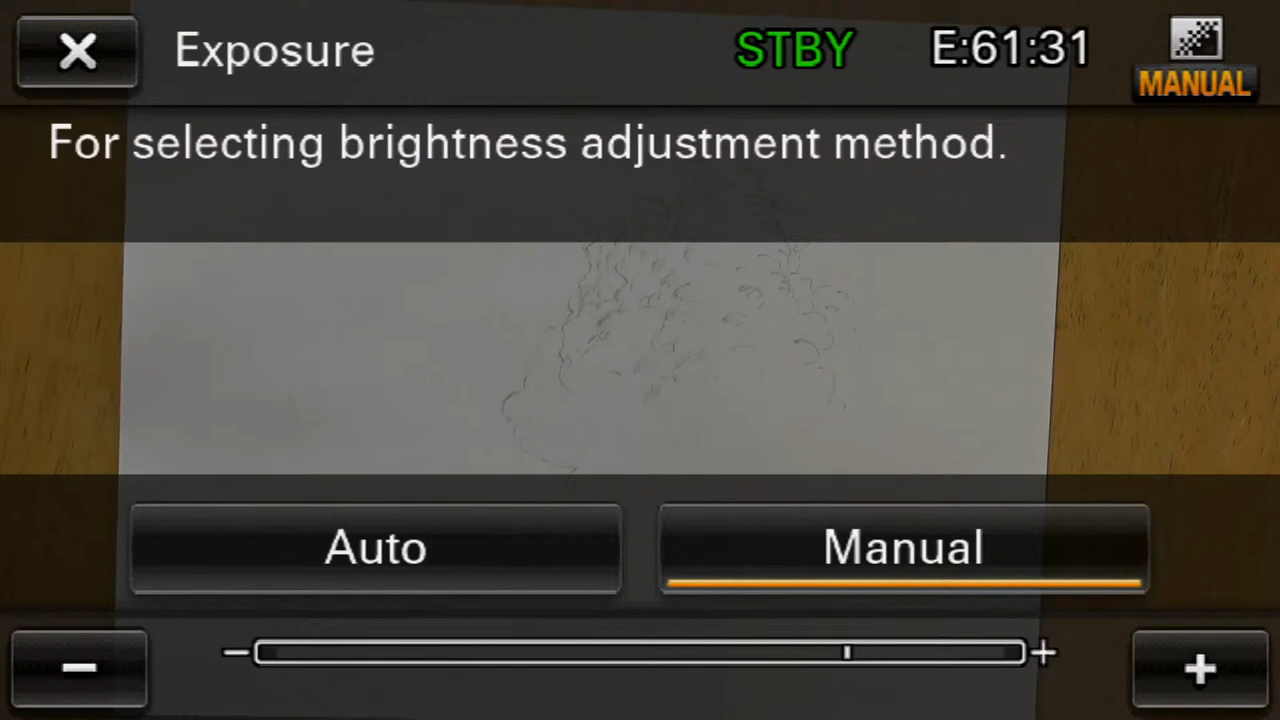 Exposure
STBY
E:61:31
MANUAL
For selecting brightness adjustment method.
Auto
Manual